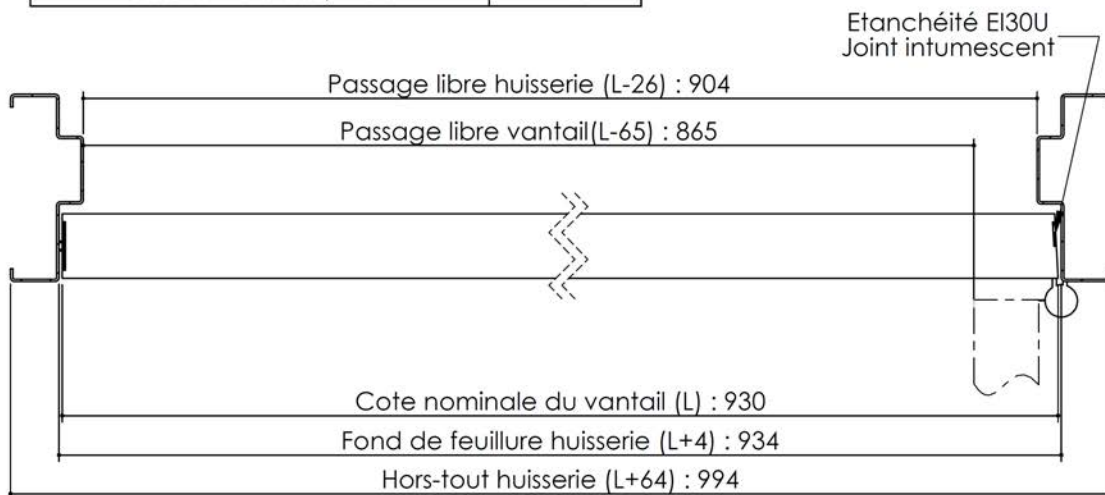 Etanchéité EI30U
Joint intumescent
Passage libre huisserie (L-26) : 904
Passage libre vantail(L-65) : 865
Cote nominale du vantail (L) : 930
Fond de feuillure huisserie (L+4) : 934
Hors-tout huisserie (L+64) : 994